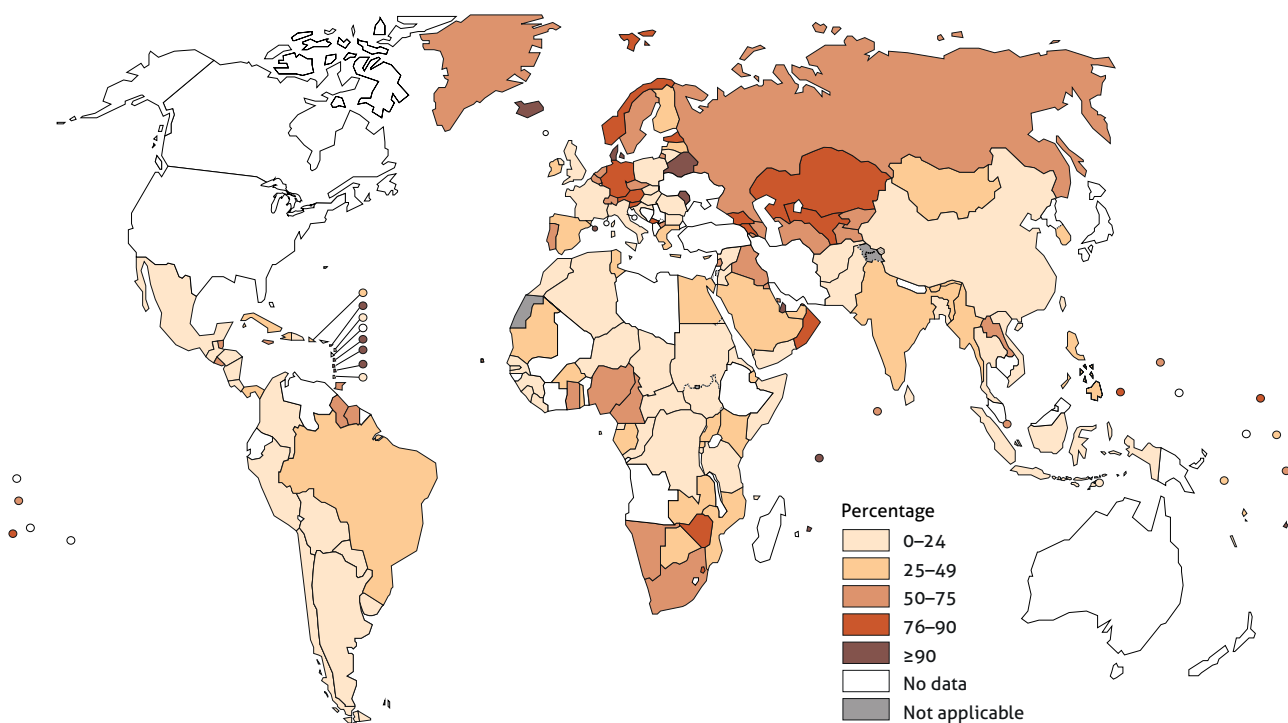 Percentage
0–24
25–49
50–75
76–90
≥90
No data
Not applicable